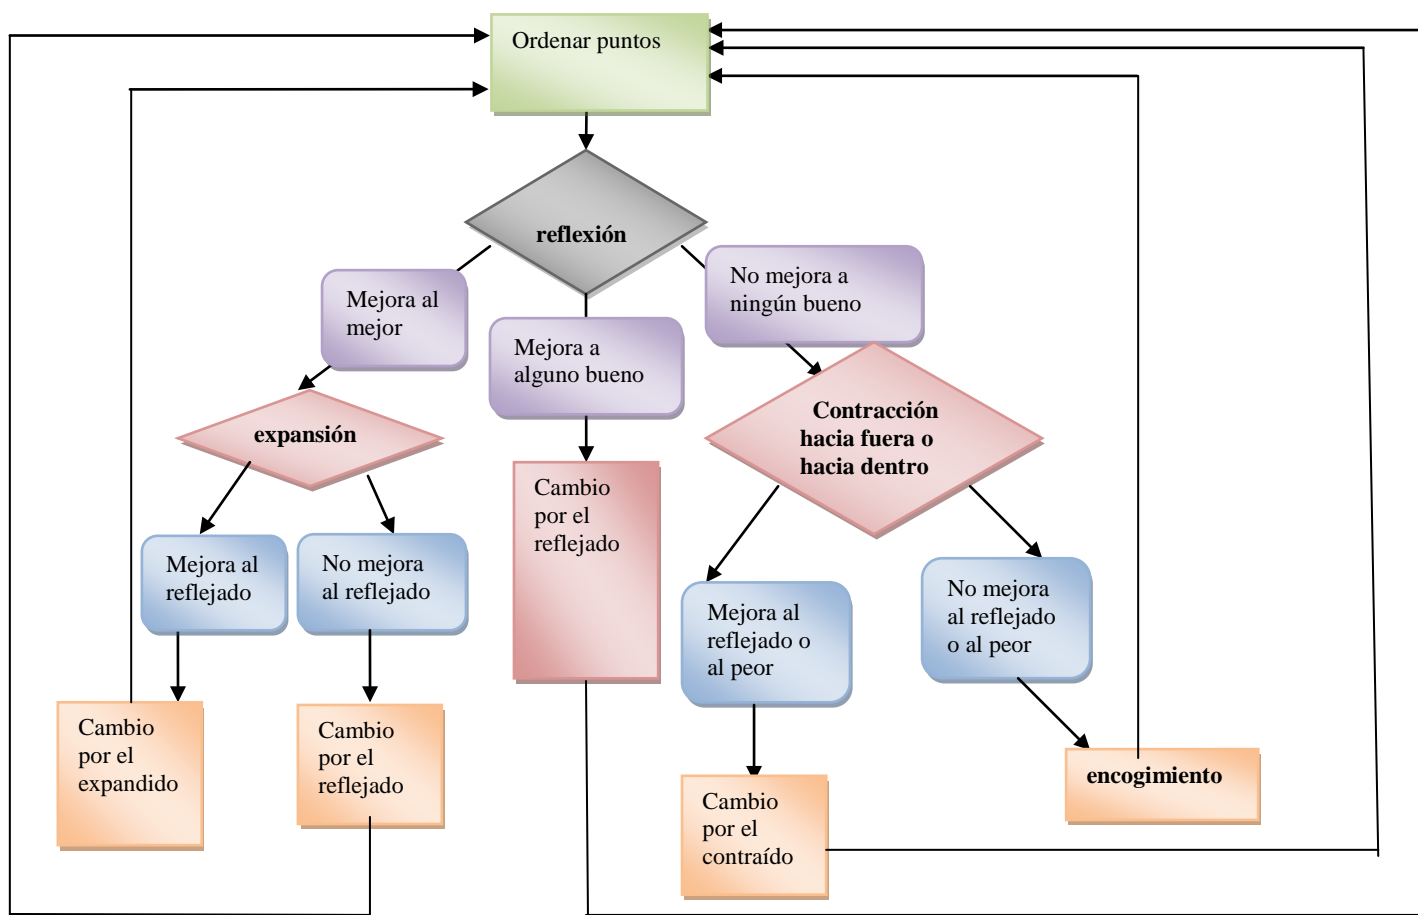 Ordenar puntos
reflexión
Mejora al
mejor
Mejora a
alguno bueno
No mejora a
ningún bueno
expansión
Contracción
hacia fuera o
hacia dentro
Mejora al
reflejado
No mejora
al reflejado
Cambio
por el
reflejado
Mejora al
reflejado o
al peor
No mejora
al reflejado
o al peor
Cambio
por el
expandido
Cambio
por el
reflejado
Cambio
por el
contraído
encogimiento